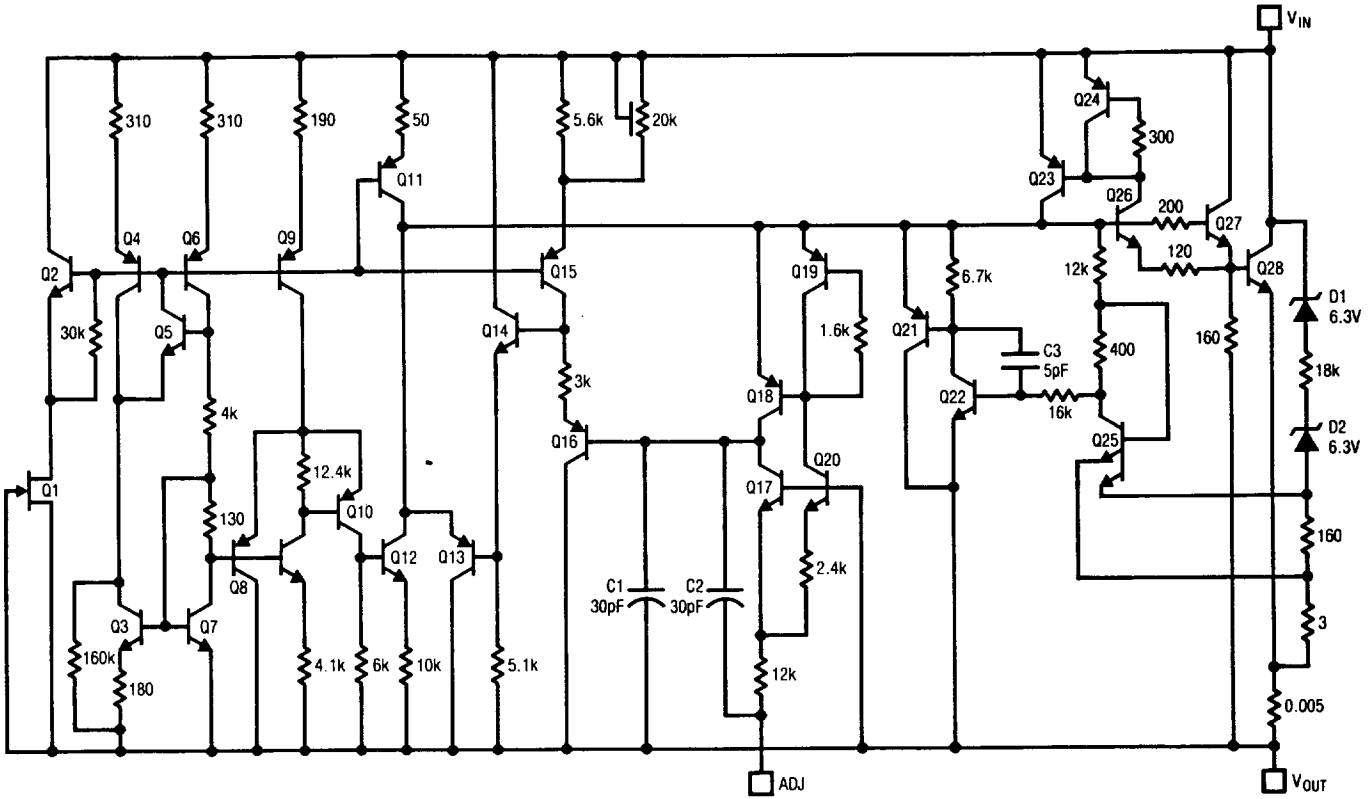 V_IN
310
310
190
50
5.6k
20k
Q24
300
Q11
Q23
Q26
200
Q27
Q4
Q6
Q9
Q2
Q15
Q19
6.7k
12k
120
Q28
30k
Q5
Q14
1.6k
Q21
C3
5pF
400
160
D1
6.3V
18k
3k
Q18
Q22
16k
Q25
D2
6.3V
4k
Q16
Q1
12.4k
Q10
Q17
Q20
130
Q8
Q12
Q13
2.4k
160
C1
30pF
C2
30pF
Q3
Q7
3
160k
180
4.1k
6k
10k
5.1k
12k
0.005
ADJ
V_OUT